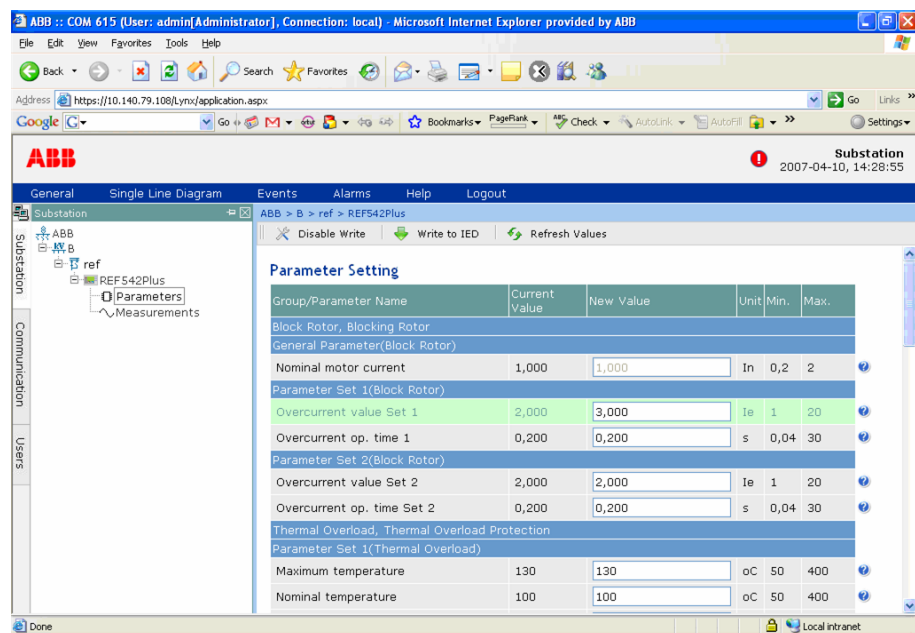 ABB :: COM 615 (User: admin[Administrator], Connection: local) - Microsoft Internet Explorer provided by ABB
File Edit View Favorites Tools Help
Back Search Favorites
Address https://10.140.79.108/Lynx/application.aspx Go Links »
Google G Go Bookmarks PageRank ABC Check AutoLink AutoFill » Settings
ABB
Substation
2007-04-10, 14:28:55
General Single Line Diagram Events Alarms Help Logout
Substation
ABB > B > ref > REF542Plus
Disable Write Write to IED Refresh Values
Substation
Communication
Users
ABB
B
ref
REF542Plus
Parameters
Measurements
Parameter Setting
Group/Parameter Name Current Value New Value Unit Min. Max.
Block Rotor, Blocking Rotor
General Parameter(Block Rotor)
Nominal motor current 1,000 1,000 In 0,2 2
Parameter Set 1(Block Rotor)
Overcurrent value Set 1 2,000 3,000 Ie 1 20
Overcurrent op. time 1 0,200 0,200 s 0,04 30
Parameter Set 2(Block Rotor)
Overcurrent value Set 2 2,000 2,000 Ie 1 20
Overcurrent op. time Set 2 0,200 0,200 s 0,04 30
Thermal Overload, Thermal Overload Protection
Parameter Set 1(Thermal Overload)
Maximum temperature 130 130 oC 50 400
Nominal temperature 100 100 oC 50 400
Done Local intranet